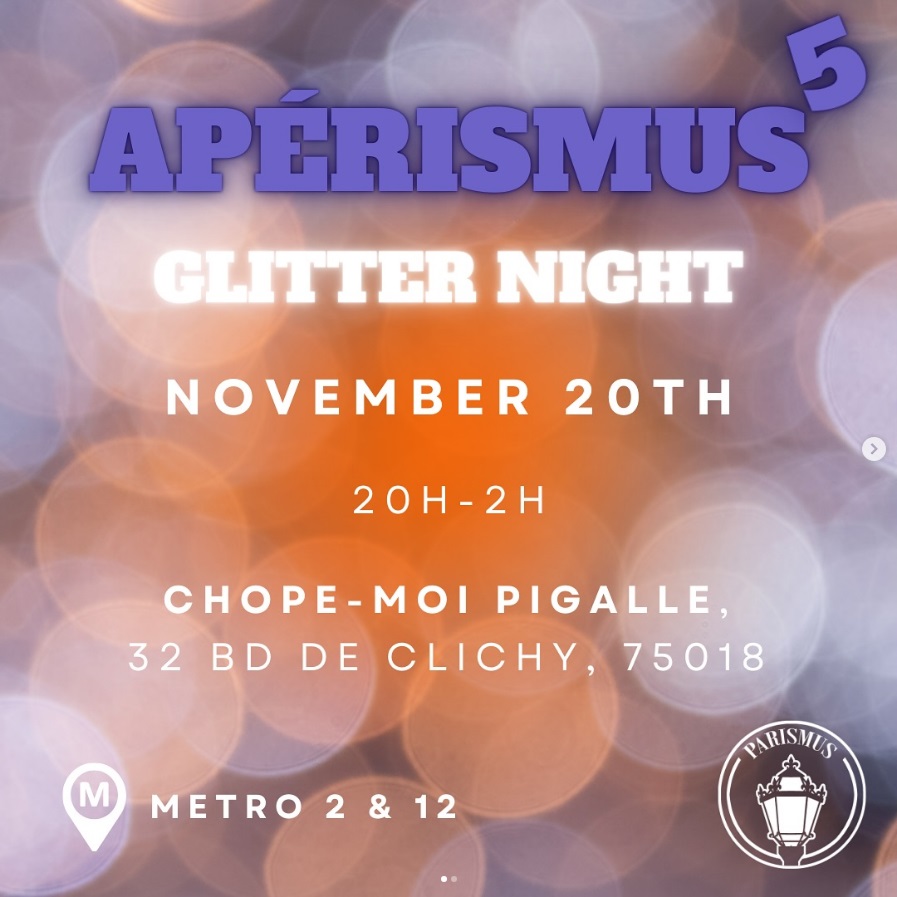 APÉRISMUS5
GLITTER NIGHT
NOVEMBER 20TH
20H-2H
CHOPE-MOI PIGALLE,
32 BD DE CLICHY, 75018
M METRO 2 & 12
PARISMUS